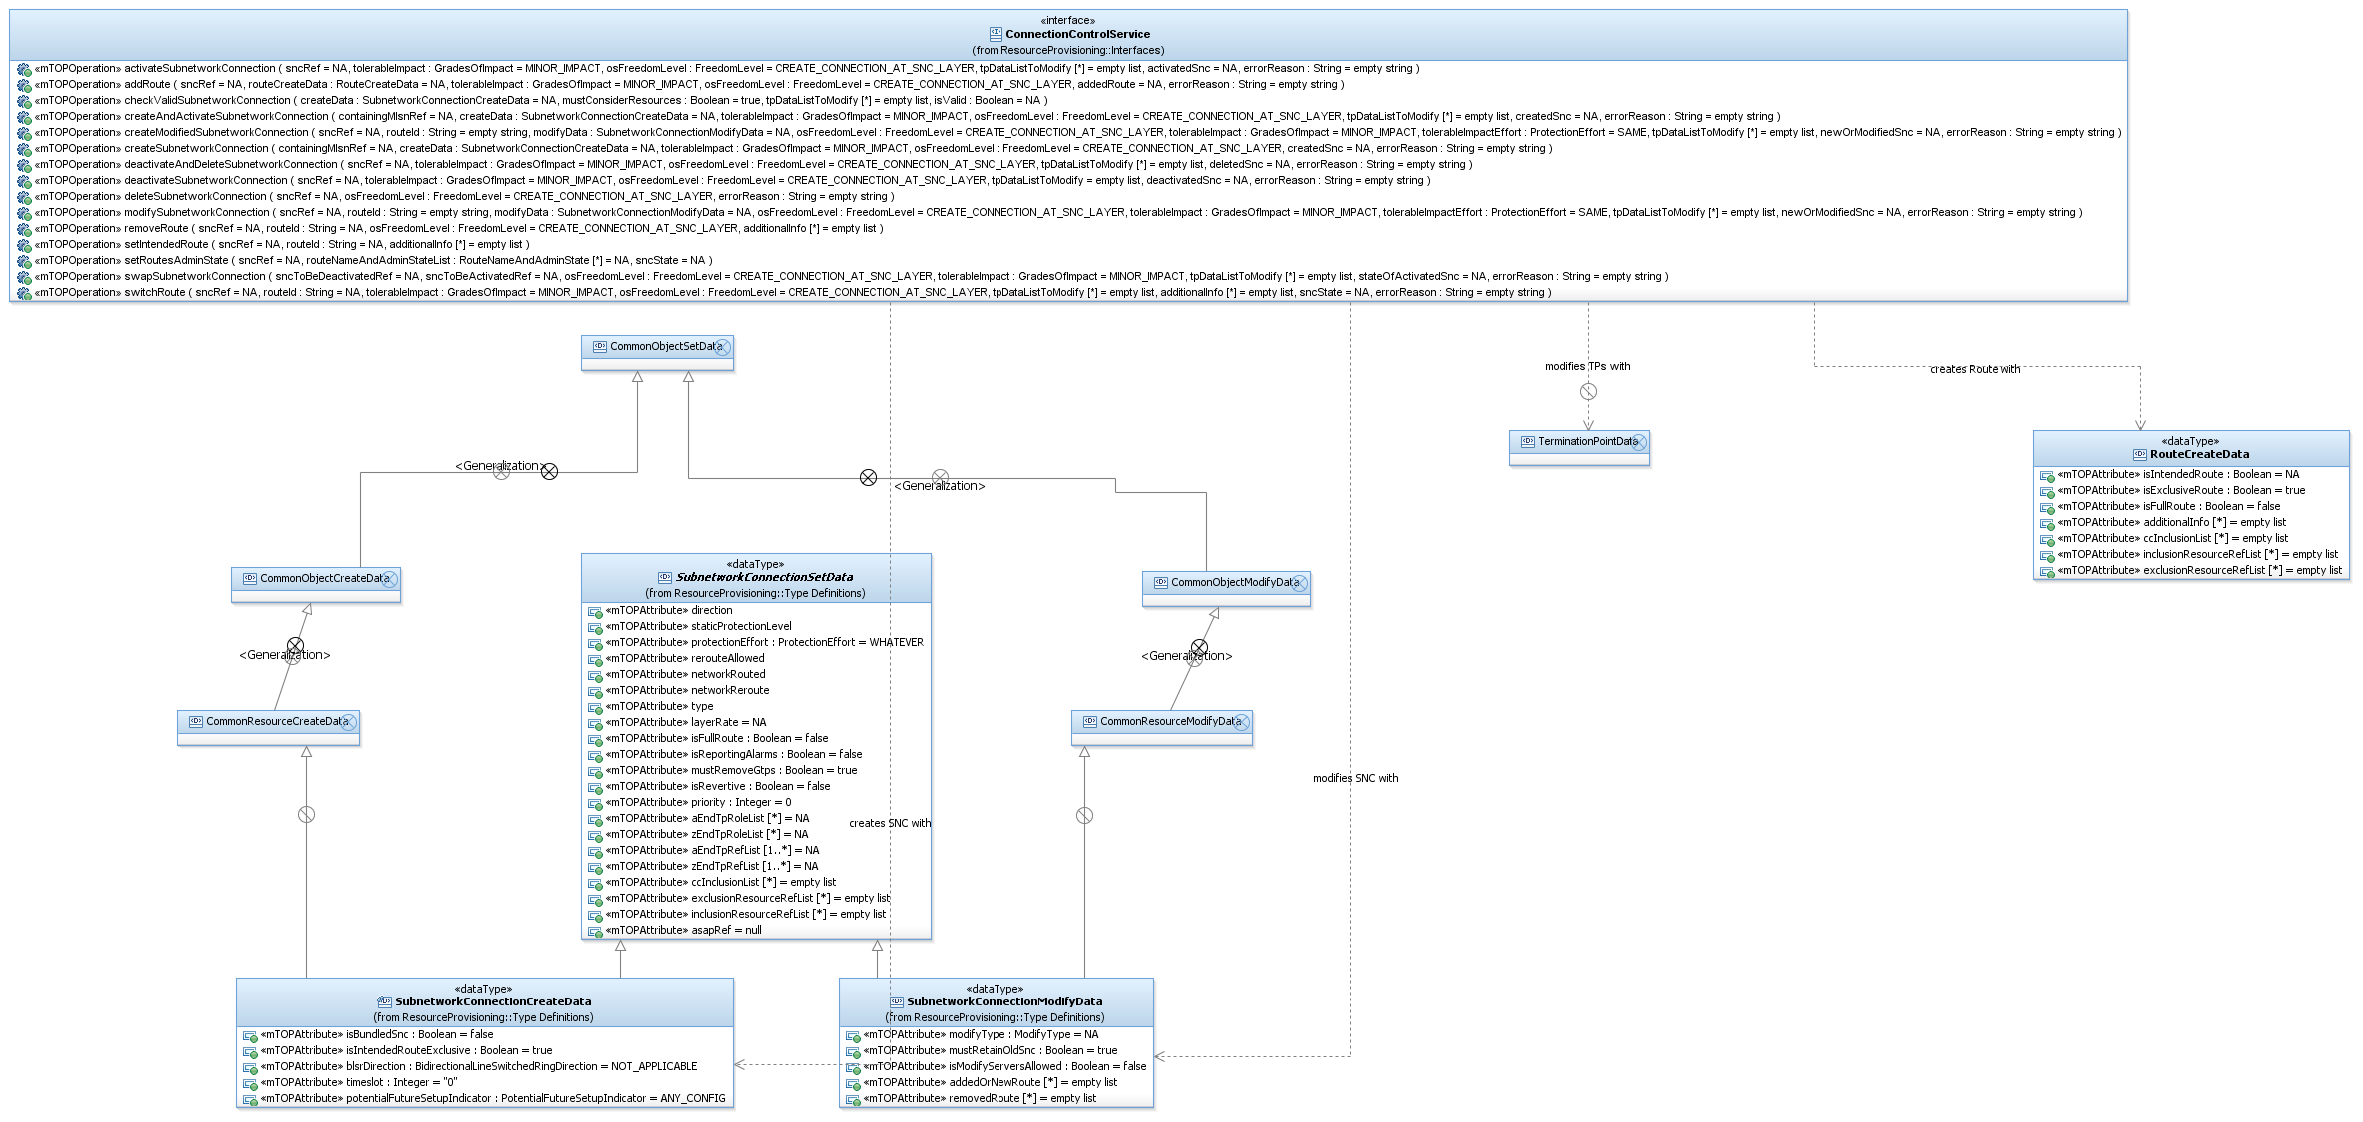 «interface»
ConnectionControlService
(from ResourceProvisioning::Interfaces)
«mTOPOperation» activateSubnetworkConnection ( sncRef = NA, tolerableImpact : GradesOfImpact = MINOR_IMPACT, osFreedomLevel : FreedomLevel = CREATE_CONNECTION_AT_SNC_LAYER, tpDataListToModify [*] = empty list, activatedSnc = NA, errorReason : String = empty string )
«mTOPOperation» addRoute ( sncRef = NA, routeCreateData : RouteCreateData = NA, tolerableImpact : GradesOfImpact = MINOR_IMPACT, osFreedomLevel : FreedomLevel = CREATE_CONNECTION_AT_SNC_LAYER, addedRoute = NA, errorReason : String = empty string )
«mTOPOperation» checkValidSubnetworkConnection ( createData : SubnetworkConnectionCreateData = NA, mustConsiderResources : Boolean = true, tpDataListToModify [*] = empty list, isValid : Boolean = NA )
«mTOPOperation» createAndActivateSubnetworkConnection ( containingMlsnRef = NA, createData : SubnetworkConnectionCreateData = NA, tolerableImpact : GradesOfImpact = MINOR_IMPACT, osFreedomLevel : FreedomLevel = CREATE_CONNECTION_AT_SNC_LAYER, tpDataListToModify [*] = empty list, createdSnc = NA, errorReason : String = empty string )
«mTOPOperation» createModifiedSubnetworkConnection ( sncRef = NA, routeId : String = empty string, modifyData : SubnetworkConnectionModifyData = NA, osFreedomLevel : FreedomLevel = CREATE_CONNECTION_AT_SNC_LAYER, tolerableImpact : GradesOfImpact = MINOR_IMPACT, tolerableImpactEffort : ProtectionEffort = SAME, tpDataListToModify [*] = empty list, newOrModifiedSnc = NA, errorReason : String = empty string )
«mTOPOperation» createSubnetworkConnection ( containingMlsnRef = NA, createData : SubnetworkConnectionCreateData = NA, tolerableImpact : GradesOfImpact = MINOR_IMPACT, osFreedomLevel : FreedomLevel = CREATE_CONNECTION_AT_SNC_LAYER, createdSnc = NA, errorReason : String = empty string )
«mTOPOperation» deactivateAndDeleteSubnetworkConnection ( sncRef = NA, tolerableImpact : GradesOfImpact = MINOR_IMPACT, osFreedomLevel : FreedomLevel = CREATE_CONNECTION_AT_SNC_LAYER, tpDataListToModify [*] = empty list, deletedSnc = NA, errorReason : String = empty string )
«mTOPOperation» deactivateSubnetworkConnection ( sncRef = NA, tolerableImpact : GradesOfImpact = MINOR_IMPACT, osFreedomLevel : FreedomLevel = CREATE_CONNECTION_AT_SNC_LAYER, tpDataListToModify = empty list, deactivatedSnc = NA, errorReason : String = empty string )
«mTOPOperation» deleteSubnetworkConnection ( sncRef = NA, osFreedomLevel : FreedomLevel = CREATE_CONNECTION_AT_SNC_LAYER, errorReason : String = empty string )
«mTOPOperation» modifySubnetworkConnection ( sncRef = NA, routeId : String = empty string, modifyData : SubnetworkConnectionModifyData = NA, osFreedomLevel : FreedomLevel = CREATE_CONNECTION_AT_SNC_LAYER, tolerableImpact : GradesOfImpact = MINOR_IMPACT, tolerableImpactEffort : ProtectionEffort = SAME, tpDataListToModify [*] = empty list, newOrModifiedSnc = NA, errorReason : String = empty string )
«mTOPOperation» removeRoute ( sncRef = NA, routeId : String = NA, osFreedomLevel : FreedomLevel = CREATE_CONNECTION_AT_SNC_LAYER, additionalInfo [*] = empty list )
«mTOPOperation» setIntendedRoute ( sncRef = NA, routeId : String = NA, additionalInfo [*] = empty list )
«mTOPOperation» setRoutesAdminState ( sncRef = NA, routeNameAndAdminStateList : RouteNameAndAdminState [*] = NA, sncState = NA )
«mTOPOperation» swapSubnetworkConnection ( sncToBeDeactivatedRef = NA, sncToBeActivatedRef = NA, osFreedomLevel : FreedomLevel = CREATE_CONNECTION_AT_SNC_LAYER, tolerableImpact : GradesOfImpact = MINOR_IMPACT, tpDataListToModify [*] = empty list, stateOfActivatedSnc = NA, errorReason : String = empty string )
«mTOPOperation» switchRoute ( sncRef = NA, routeId : String = NA, tolerableImpact : GradesOfImpact = MINOR_IMPACT, osFreedomLevel : FreedomLevel = CREATE_CONNECTION_AT_SNC_LAYER, tpDataListToModify [*] = empty list, additionalInfo [*] = empty list, sncState = NA, errorReason : String = empty string )
CommonObjectSetData
modifies TPs with
creates Route with
TerminationPointData
«dataType»
RouteCreateData
«mTOPAttribute» isIntendedRoute : Boolean = NA
«mTOPAttribute» isExclusiveRoute : Boolean = true
«mTOPAttribute» isFullRoute : Boolean = false
«mTOPAttribute» additionalInfo [*] = empty list
«mTOPAttribute» ccInclusionList [*] = empty list
«mTOPAttribute» inclusionResourceRefList [*] = empty list
«mTOPAttribute» exclusionResourceRefList [*] = empty list
<Generalization>
<Generalization>
CommonObjectCreateData
CommonObjectModifyData
<Generalization>
<Generalization>
CommonResourceCreateData
CommonResourceModifyData
«dataType»
SubnetworkConnectionSetData
(from ResourceProvisioning::Type Definitions)
«mTOPAttribute» direction
«mTOPAttribute» staticProtectionLevel
«mTOPAttribute» protectionEffort : ProtectionEffort = WHATEVER
«mTOPAttribute» rerouteAllowed
«mTOPAttribute» networkRouted
«mTOPAttribute» networkReroute
«mTOPAttribute» type
«mTOPAttribute» layerRate = NA
«mTOPAttribute» isFullRoute : Boolean = false
«mTOPAttribute» isReportingAlarms : Boolean = false
«mTOPAttribute» mustRemoveGtps : Boolean = true
«mTOPAttribute» isRevertive : Boolean = false
«mTOPAttribute» priority : Integer = 0
«mTOPAttribute» aEndTpRoleList [*] = NA
«mTOPAttribute» zEndTpRoleList [*] = NA
«mTOPAttribute» aEndTpRefList [1..*] = NA
«mTOPAttribute» zEndTpRefList [1..*] = NA
«mTOPAttribute» ccInclusionList [*] = empty list
«mTOPAttribute» exclusionResourceRefList [*] = empty list
«mTOPAttribute» inclusionResourceRefList [*] = empty list
«mTOPAttribute» asapRef = null
creates SNC with
modifies SNC with
«dataType»
SubnetworkConnectionCreateData
(from ResourceProvisioning::Type Definitions)
«mTOPAttribute» isBundledSnc : Boolean = false
«mTOPAttribute» isIntendedRouteExclusive : Boolean = true
«mTOPAttribute» blsrDirection : BidirectionalLineSwitchedRingDirection = NOT_APPLICABLE
«mTOPAttribute» timeslot : Integer = "0"
«mTOPAttribute» potentialFutureSetupIndicator : PotentialFutureSetupIndicator = ANY_CONFIG
«dataType»
SubnetworkConnectionModifyData
(from ResourceProvisioning::Type Definitions)
«mTOPAttribute» modifyType : ModifyType = NA
«mTOPAttribute» mustRetainOldSnc : Boolean = true
«mTOPAttribute» isModifyServersAllowed : Boolean = false
«mTOPAttribute» addedOrNewRoute [*] = empty list
«mTOPAttribute» removedRoute [*] = empty list